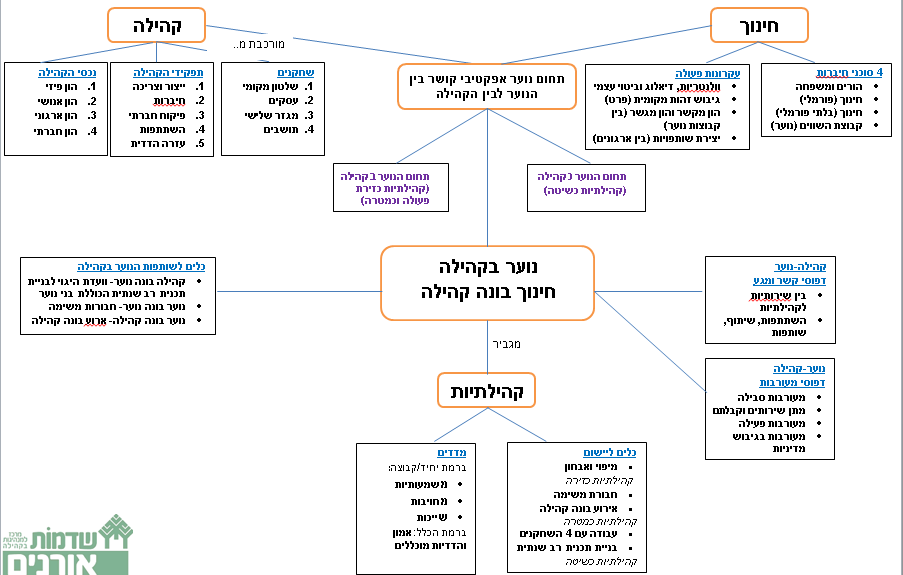 קהילה
חינוך
מורכבת מ..
נכסי הקהילה
1. הון פיזי
2. הון אנושי
3. הון ארגוני
4. הון חברתי
תפקידי הקהילה
1. ייצור וצריכה
2. חיברות
3. פיקוח חברתי
4. השתתפות
5. עזרה הדדית
שחקנים
1. שלטון מקומי
2. עסקים
3. מגזר שלישי
4. תושבים
תחום נוער אפקטיבי קושר בין
הנוער לבין הקהילה
עקרונות פעולה
• וולנטריות, דיאלוג וביטוי עצמי
• גיבוש זהות מקומית (פרט)
• הון מקשר והון מגשר (בין
קבוצות נוער)
• יצירת שותפויות (בין ארגונים)
4 סוכני חיברות
• הורים ומשפחה
• חינוך (פורמלי)
• חינוך (בלתי פורמלי)
• קבוצת השווים (נוער)
תחום הנוער בקהילה
(קהילתיות כזירת
פעולה וכמטרה)
תחום הנוער כקהילה
(קהילתיות כשיטה)
נוער בקהילה
חינוך בונה קהילה
כלים לשותפות הנוער בקהילה
• קהילה בונה נוער- וועדת היגוי לבניית
תכנית רב שנתית הכוללת בני נוער
• נוער בונה נוער- חבורות משימה
• נוער בונה קהילה- ארוע בונה קהילה
קהילה-נוער
דפוסי קשר ומגע
• בין שירותיות
לקהילתיות
• השתתפות, שיתוף,
שותפות
נוער-קהילה
דפוסי מעורבות
• מעורבות סבילה
• מתן שירותים וקבלתם
• מעורבות פעילה
• מעורבות בגיבוש
מדיניות
מגביר
קהילתיות
מדדים
ברמת יחיד/קבוצה:
• משמעותיות
• מחויבות
• שייכות
ברמת הכלל: אמון
והדדיות מוכללים
כלים ליישום
• מיפוי ואבחון
קהילתיות כזירה
• חבורת משימה
• אירוע בונה קהילה
קהילתיות כמטרה
• עבודה עם 4 השחקנים
• בניית תכנית רב שנתית
קהילתיות כשיטה
שדמות
מרכז
למנהיגות
בקהילה
אורנים